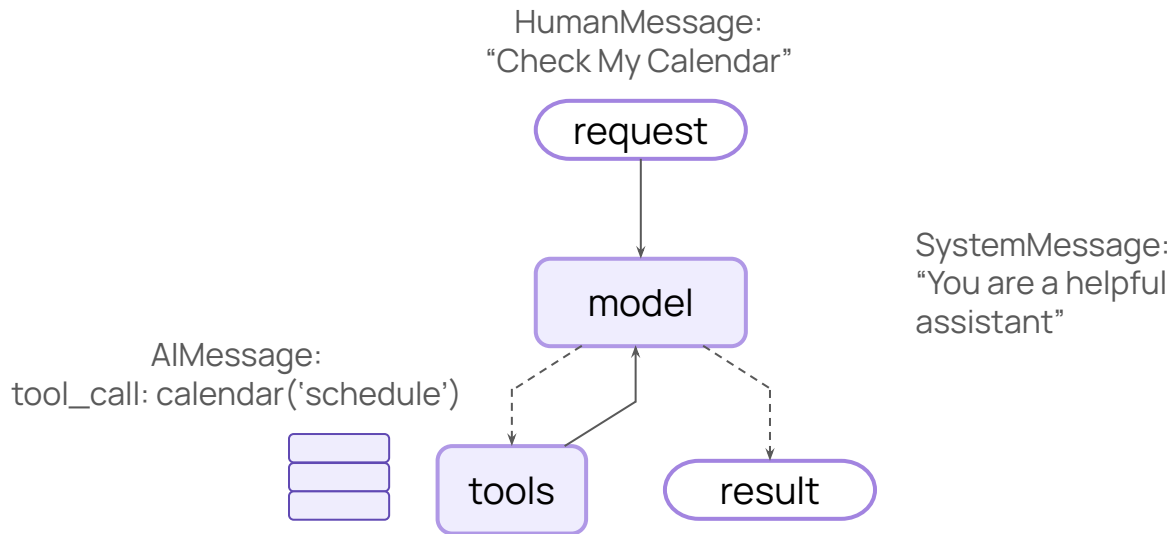 HumanMessage:
“Check My Calendar”
request
SystemMessage:
“You are a helpful
assistant”
model
AIMessage:
tool_call: calendar(‘schedule’)
tools
result